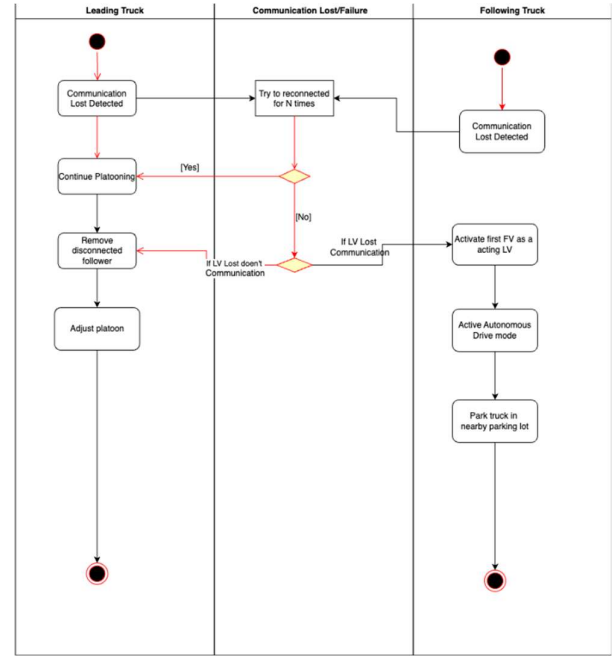 Leading Truck
Communication Lost/Failure
Following Truck
Communication
Lost Detected
Try to reconnected
for N times
Communication
Lost Detected
Continue Platooning
[Yes]
[No]
Remove
disconnected
follower
If LV Lost doen't
Communication
If LV Lost
Communication
Activate first FV as a
acting LV
Adjust platoon
Active Autonomous
Drive mode
Park truck in
nearby parking lot